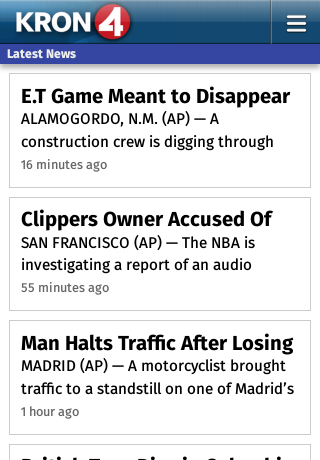 KRON 4
Latest News
E.T Game Meant to Disappear
ALAMOGORDO, N.M. (AP) — A
construction crew is digging through
16 minutes ago
Clippers Owner Accused Of
SAN FRANCISCO (AP) — The NBA is
investigating a report of an audio
55 minutes ago
Man Halts Traffic After Losing
MADRID (AP) — A motorcyclist brought
traffic to a standstill on one of Madrid’s
1 hour ago